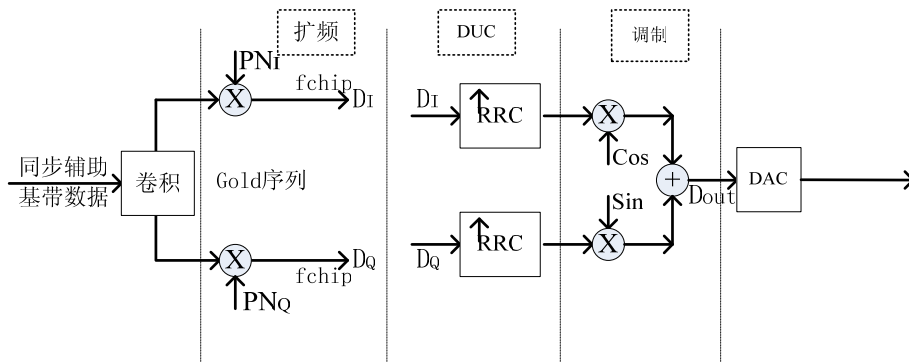 扩频
DUC
调制
PNI
fchip
DI
DI
RRC
X
X
Cos
同步辅助
基带数据
卷积
Gold序列
+
Dout
DAC
Sin
X
X
DQ
fchip
DQ
RRC
PNQ